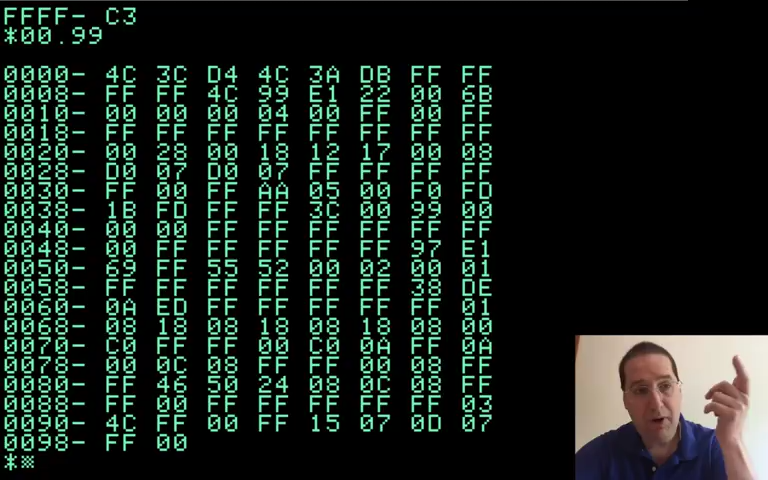 FFFF- C3
*00.99
0000- 4C 3C D4 4C 3A DB FF FF
0008- FF FF 4C 99 E1 22 00 6B
0010- 00 00 00 04 00 FF 00 FF
0018- FF FF FF FF FF FF FF FF
0020- 00 28 00 18 12 17 00 08
0028- D0 07 D0 07 FF FF FF FF
0030- FF 00 FF AA 05 00 F0 FD
0038- 1B FD FF FF 3C 00 99 00
0040- 00 00 FF FF FF FF FF FF
0048- 00 FF FF FF FF FF 97 E1
0050- 69 FF 55 52 00 02 00 01
0058- FF FF FF FF FF FF 38 DE
0060- 0A ED FF FF FF FF FF 01
0068- 08 18 08 18 08 18 08 00
0070- C0 FF FF 00 C0 0A FF 0A
0078- 00 0C 08 FF FF 00 08 FF
0080- FF 46 50 24 08 0C 08 FF
0088- FF 00 FF FF FF FF FF 03
0090- 4C FF 00 FF 15 07 0D 07
0098- FF 00
*